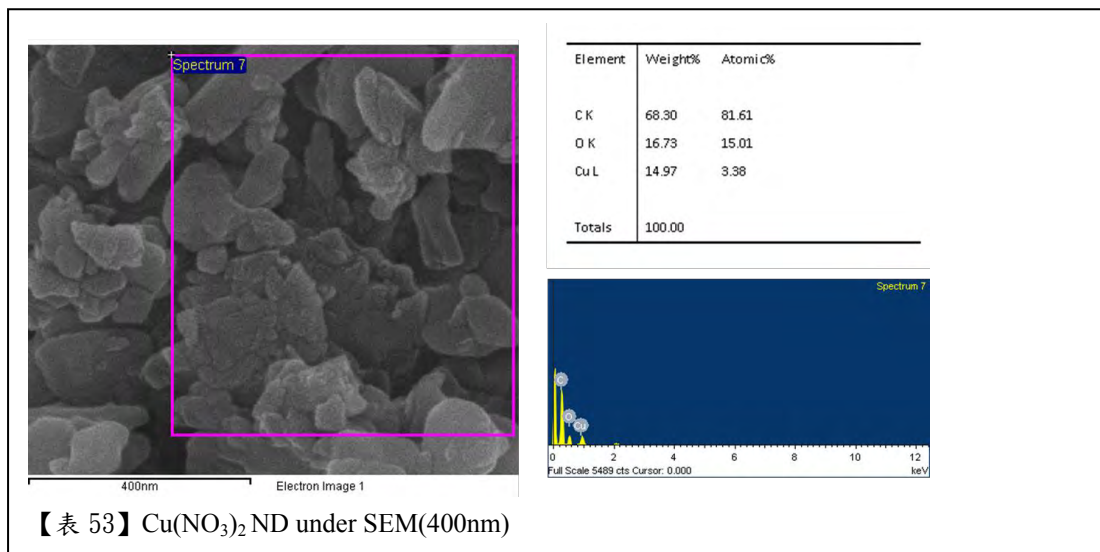 Spectrum 7
400nm Electron Image 1
Element Weight% Atomic%
C K 68.30 81.61
O K 16.73 15.01
Cu L 14.97 3.38
Totals 100.00
Spectrum 7
C
O
Cu
0 2 4 6 8 10 12
Full Scale 5489 cts Cursor: 0.000 keV
【表 53】Cu(NO₃)₂ ND under SEM(400nm)